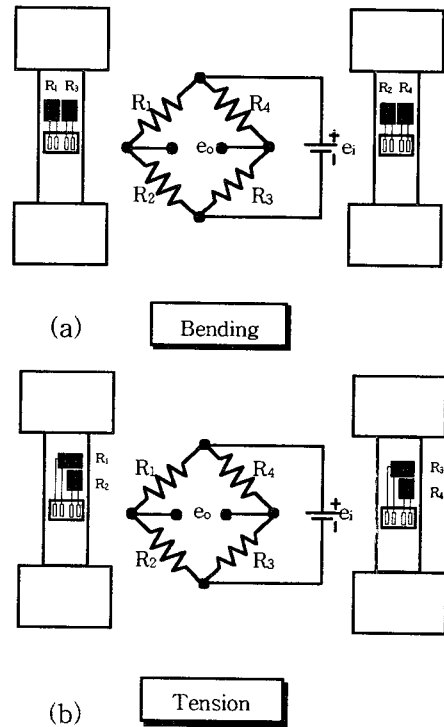 R₁ R₃
R₁
R₄
R₂ R₄
e₀
+
eᵢ
R₂
R₃
(a)
Bending
R₁
R₂
R₁
R₄
R₃
R₄
e₀
+
eᵢ
R₂
R₃
(b)
Tension